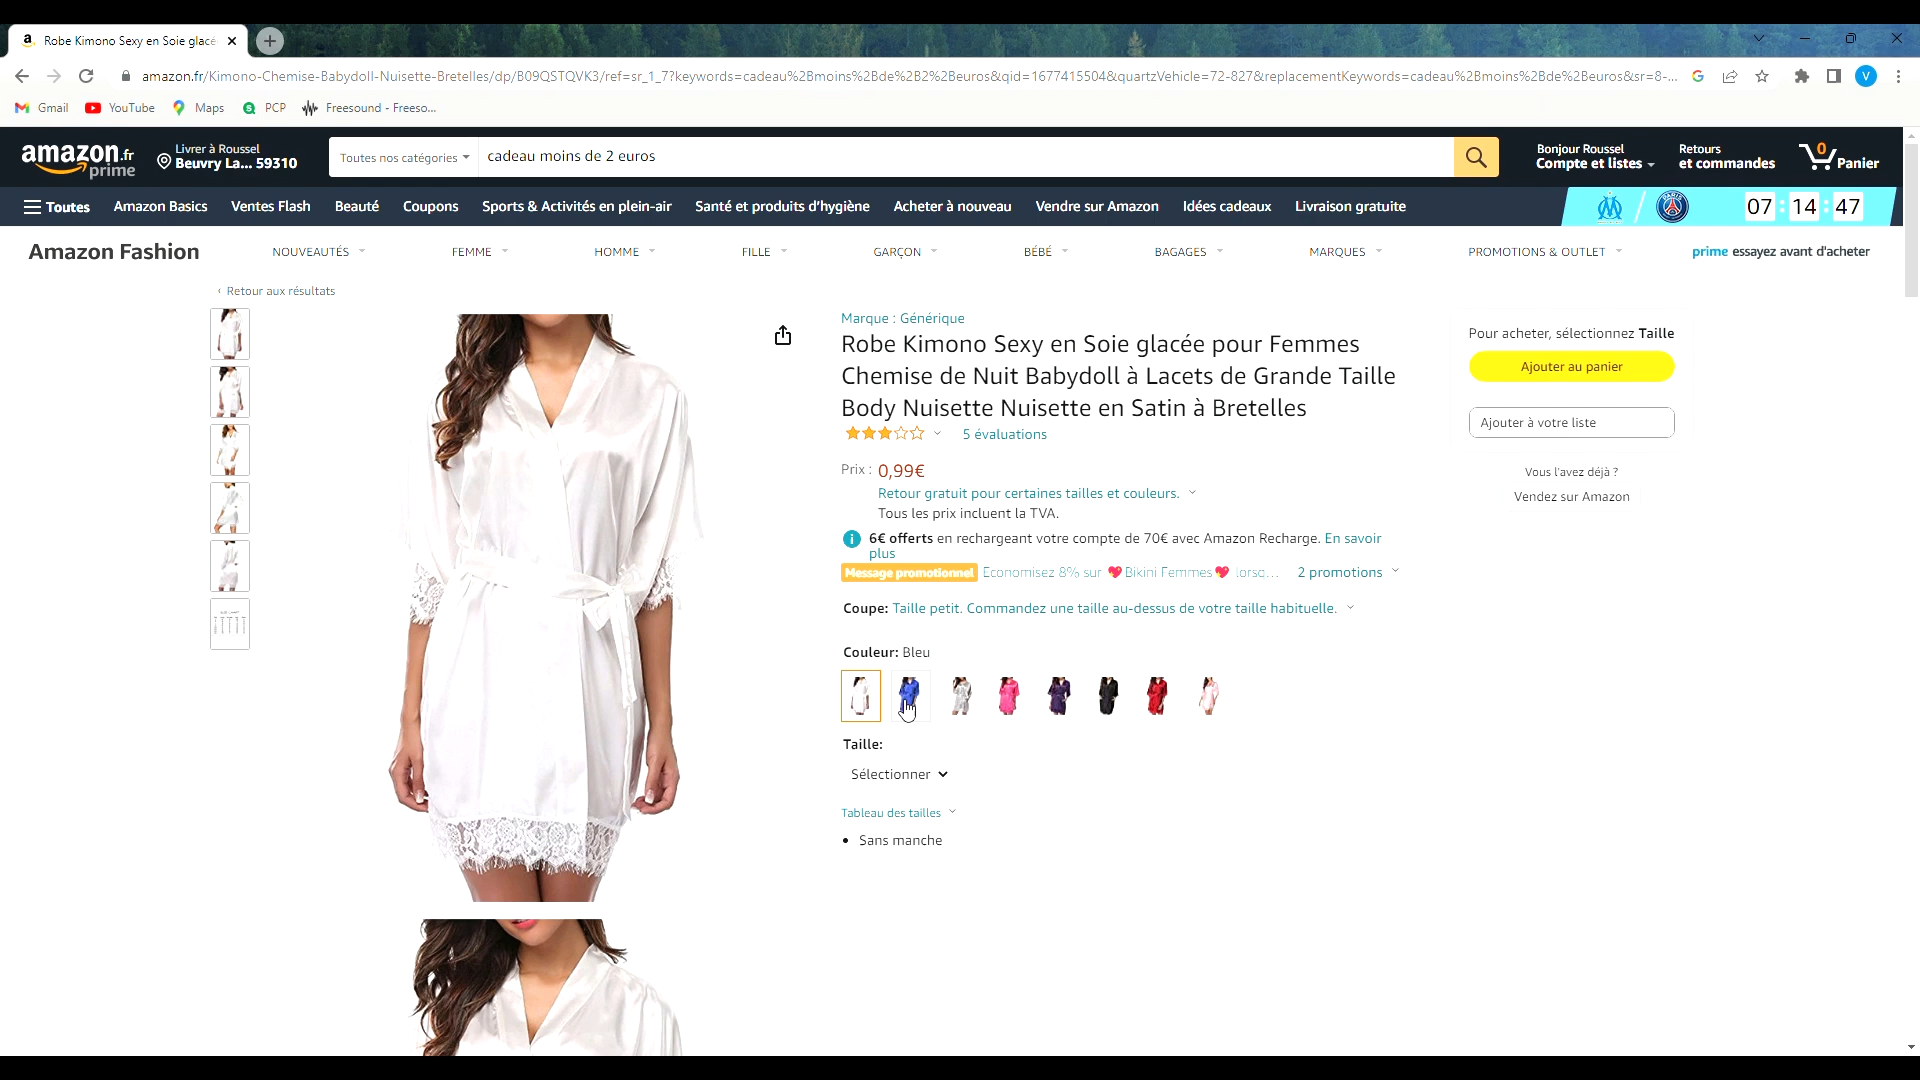 Robe Kimono Sexy en Soie glacé
amazon.fr/Kimono-Chemise-Babydoll-Nuisette-Bretelles/dp/B09QSTQVK3/ref=sr_1_7?keywords=cadeau%2Bmoins%2Bde%2B2%2Beuros&qid=1677415504&quartzVehicle=72-827&replacementKeywords=cadeau%2Bmoins%2Bde%2Beuros&sr=8-...
V
Gmail YouTube Maps PCP Freesound - Freeso...
amazon.fr prime
Livrer à Roussel
Beuvry La... 59310
Toutes nos catégories cadeau moins de 2 euros
Bonjour Roussel
Compte et listes
Retours
et commandes
0 Panier
Toutes Amazon Basics Ventes Flash Beauté Coupons Sports & Activités en plein-air Santé et produits d'hygiène Acheter à nouveau Vendre sur Amazon Idées cadeaux Livraison gratuite
PARIS 07 : 14 : 47
Amazon Fashion NOUVEAUTÉS FEMME HOMME FILLE GARÇON BÉBÉ BAGAGES MARQUES PROMOTIONS & OUTLET prime essayez avant d'acheter
‹ Retour aux résultats
Marque : Générique
Robe Kimono Sexy en Soie glacée pour Femmes
Chemise de Nuit Babydoll à Lacets de Grande Taille
Body Nuisette Nuisette en Satin à Bretelles
5 évaluations
Prix : 0,99€
Retour gratuit pour certaines tailles et couleurs.
Tous les prix incluent la TVA.
6€ offerts en rechargeant votre compte de 70€ avec Amazon Recharge. En savoir
plus
Message promotionnel Economisez 8% sur 💖Bikini Femmes💖 lorsq... 2 promotions
Coupe: Taille petit. Commandez une taille au-dessus de votre taille habituelle.
Couleur: Bleu
Taille:
Sélectionner
Tableau des tailles
• Sans manche
Pour acheter, sélectionnez Taille
Ajouter au panier
Ajouter à votre liste
Vous l'avez déjà ?
Vendez sur Amazon